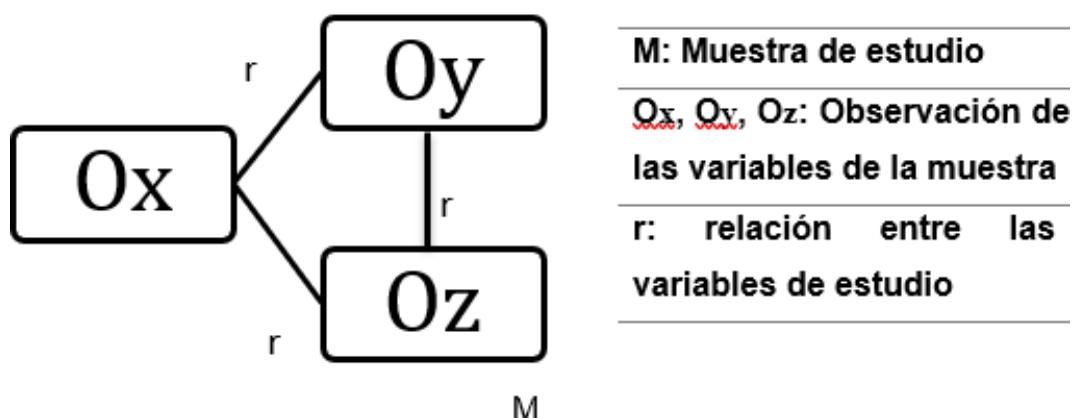 r
Oy
Ox
r
Oz
r
M
M: Muestra de estudio
Ox, Oy, Oz: Observación de
las variables de la muestra
r: relación entre las
variables de estudio